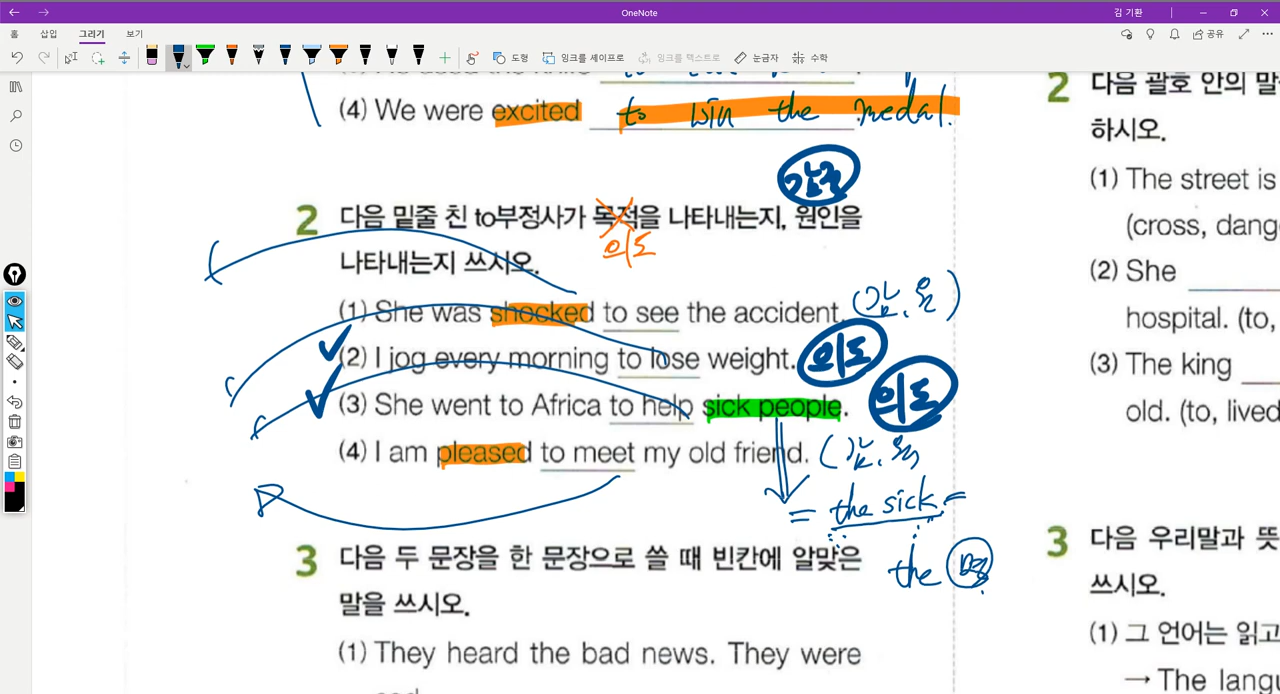 OneNote
김 기환
홈 삽입 그리기 보기
공유
도형 잉크를 셰이프로 잉크를 텍스트로 눈금자 수학
(4) We were excited to win the medal.
2 다음 밑줄 친 to부정사가 목적을 나타내는지, 원인을
의도
나타내는지 쓰시오.
(1) She was shocked to see the accident.
(2) I jog every morning to lose weight. 의도
(3) She went to Africa to help sick people. 의도
(4) I am pleased to meet my old friend.
= the sick =
the
3 다음 두 문장을 한 문장으로 쓸 때 빈칸에 알맞은
말을 쓰시오.
(1) They heard the bad news. They were
2 다음 괄호 안의 말
하시오.
(1) The street is
(cross, dang
(2) She
hospital. (to,
(3) The king
old. (to, lived
3 다음 우리말과 뜻
쓰시오.
(1) 그 언어는 읽고
→ The langu